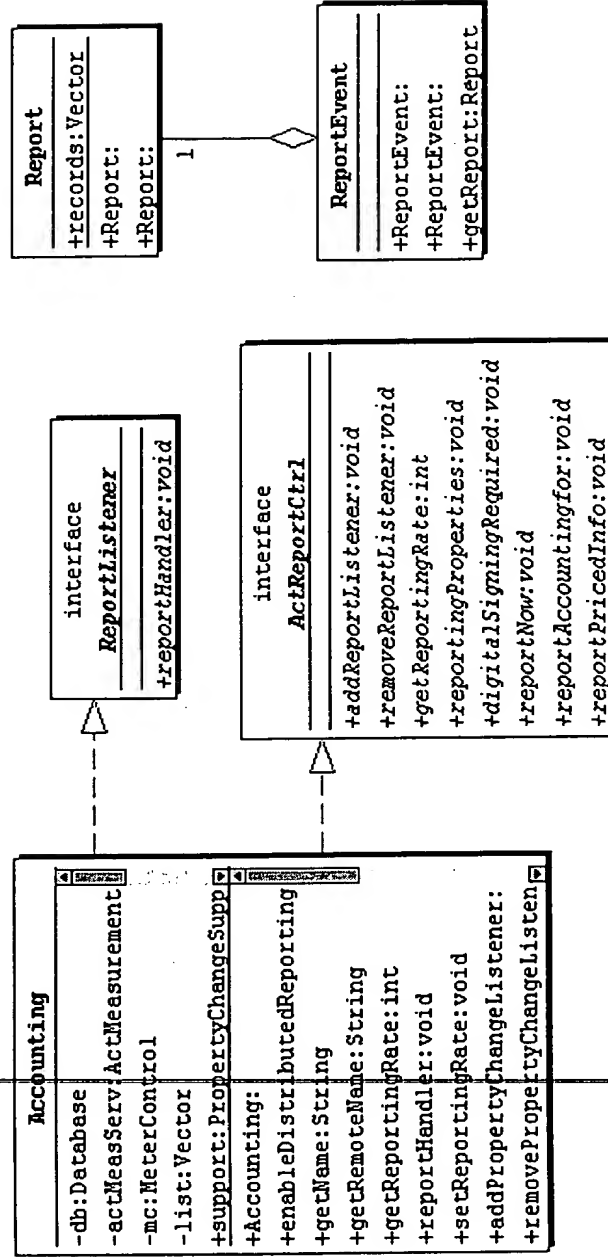 Accounting
-db:Database
-actMeasServ:ActMeasurement
-mc:MeterControl
-list:Vector
+support:PropertyChangeSupp
+Accounting:
+enableDistributedReporting
+getName:String
+getRemoteName:String
+getReportingRate:int
+reportHandler:void
+setReportingRate:void
+addPropertyChangeListener:
+removePropertyChangeListen
interface
ReportListener
+reportHandler:void
interface
ActReportCtrl
+addReportListener:void
+removeReportListener:void
+getReportingRate:int
+reportingProperties:void
+digitalSigningRequired:void
+reportNow:void
+reportAccountingfor:void
+reportPricedInfo:void
Report
+records:Vector
+Report:
+Report:
1
ReportEvent
+ReportEvent:
+ReportEvent:
+getReport:Report